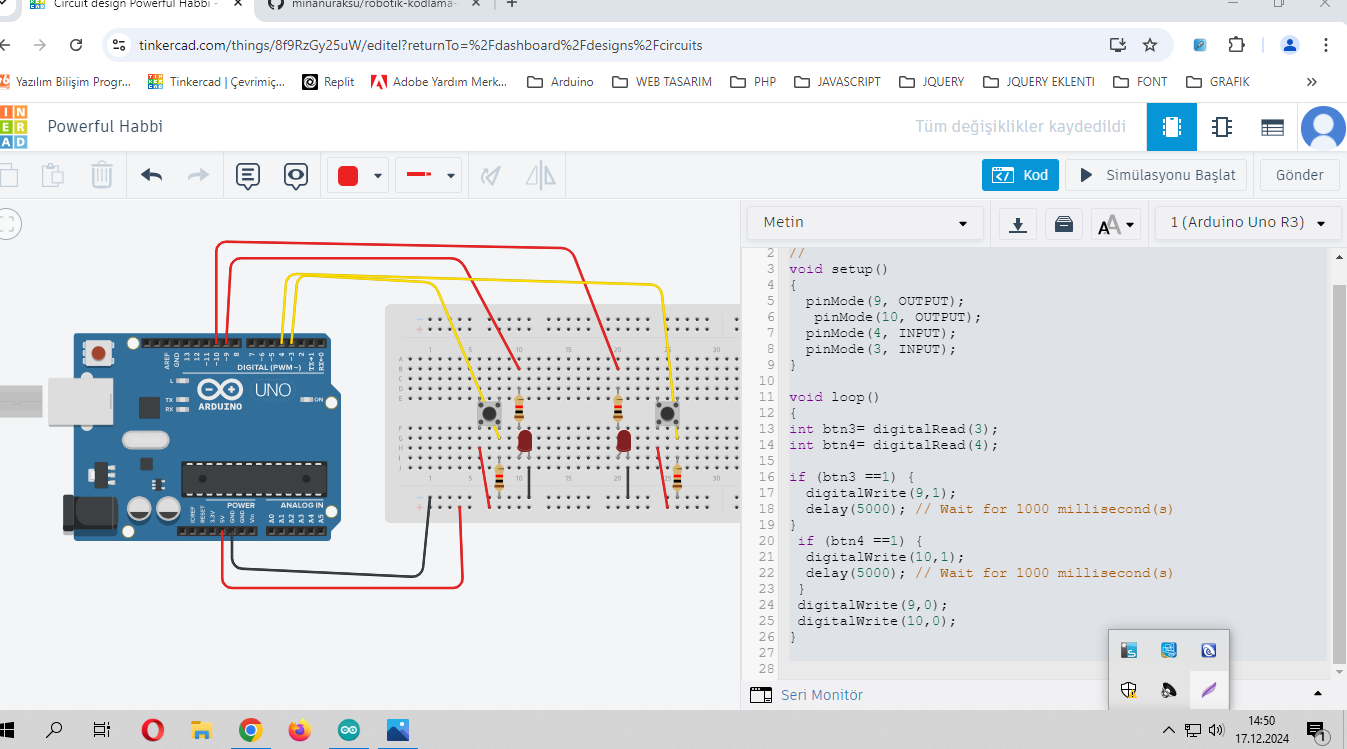 Circuit design Powerful Habbi -
minanuraksu/robotik-kodlama-
tinkercad.com/things/8f9RzGy25uW/editel?returnTo=%2Fdashboard%2Fdesigns%2Fcircuits
Yazılım Bilişim Progr...
Tinkercad | Çevrimiç...
Replit
Adobe Yardım Merk...
Arduino
WEB TASARIM
PHP
JAVASCRIPT
JQUERY
JQUERY EKLENTI
FONT
GRAFIK
»
TIN
ER
AD
Powerful Habbi
Tüm değişiklikler kaydedildi
Kod
Simülasyonu Başlat
Gönder
Metin
1 (Arduino Uno R3)
2 //
3 void setup()
4 {
5 pinMode(9, OUTPUT);
6 pinMode(10, OUTPUT);
7 pinMode(4, INPUT);
8 pinMode(3, INPUT);
9 }
10
11 void loop()
12 {
13 int btn3= digitalRead(3);
14 int btn4= digitalRead(4);
15
16 if (btn3 ==1) {
17 digitalWrite(9,1);
18 delay(5000); // Wait for 1000 millisecond(s)
19 }
20 if (btn4 ==1) {
21 digitalWrite(10,1);
22 delay(5000); // Wait for 1000 millisecond(s)
23 }
24 digitalWrite(9,0);
25 digitalWrite(10,0);
26 }
27
28
AREF
GND
13
12
~11
~10
~9
8
7
~6
~5
4
~3
2
TX→1
RX←0
DIGITAL (PWM~)
L
TX
RX
ARDUINO
UNO
ON
POWER
ANALOG IN
IOREF
RESET
3.3V
5V
GND
GND
Vin
A0
A1
A2
A3
A4
A5
Seri Monitör
14:50
17.12.2024
1